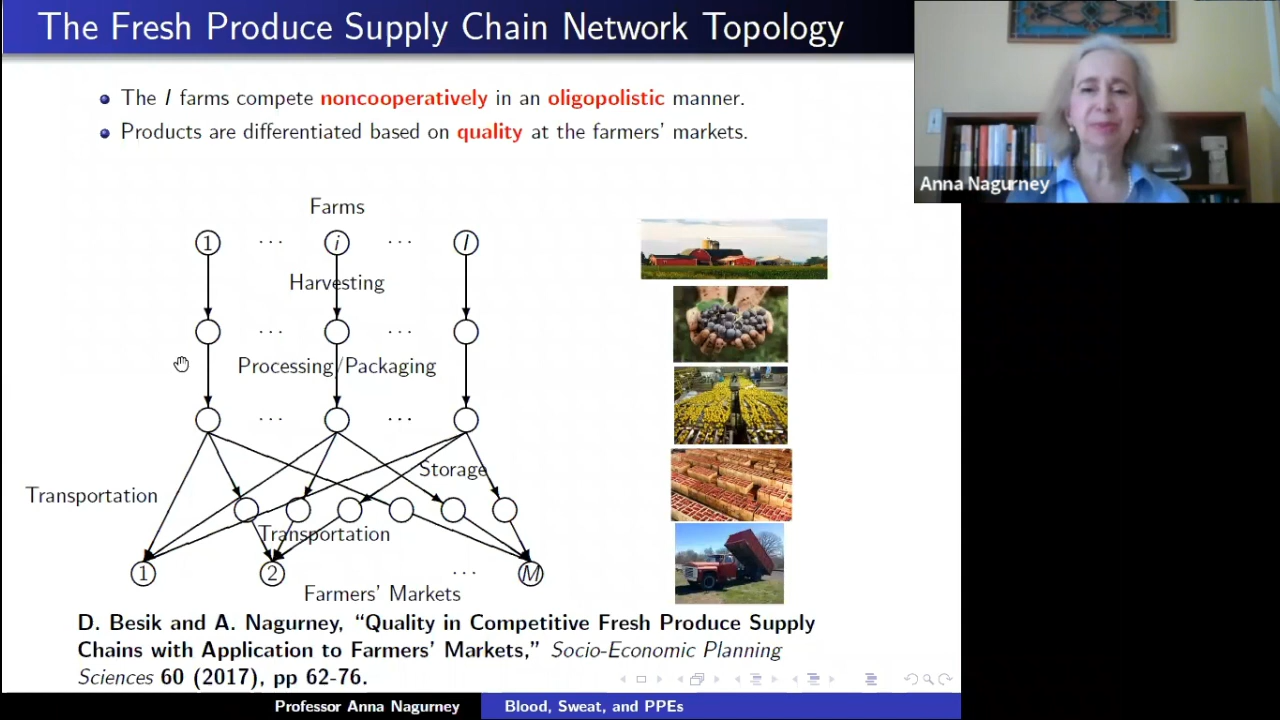 The Fresh Produce Supply Chain Network Topology
The I farms compete noncooperatively in an oligopolistic manner.
Products are differentiated based on quality at the farmers' markets.
Anna Nagurney
Farms
1 ... i ... I
Harvesting
... ...
Processing/Packaging
... ...
Storage
Transportation
Transportation
1 2 ... M
Farmers' Markets
D. Besik and A. Nagurney, “Quality in Competitive Fresh Produce Supply
Chains with Application to Farmers' Markets,” Socio-Economic Planning
Sciences 60 (2017), pp 62-76.
Professor Anna Nagurney
Blood, Sweat, and PPEs